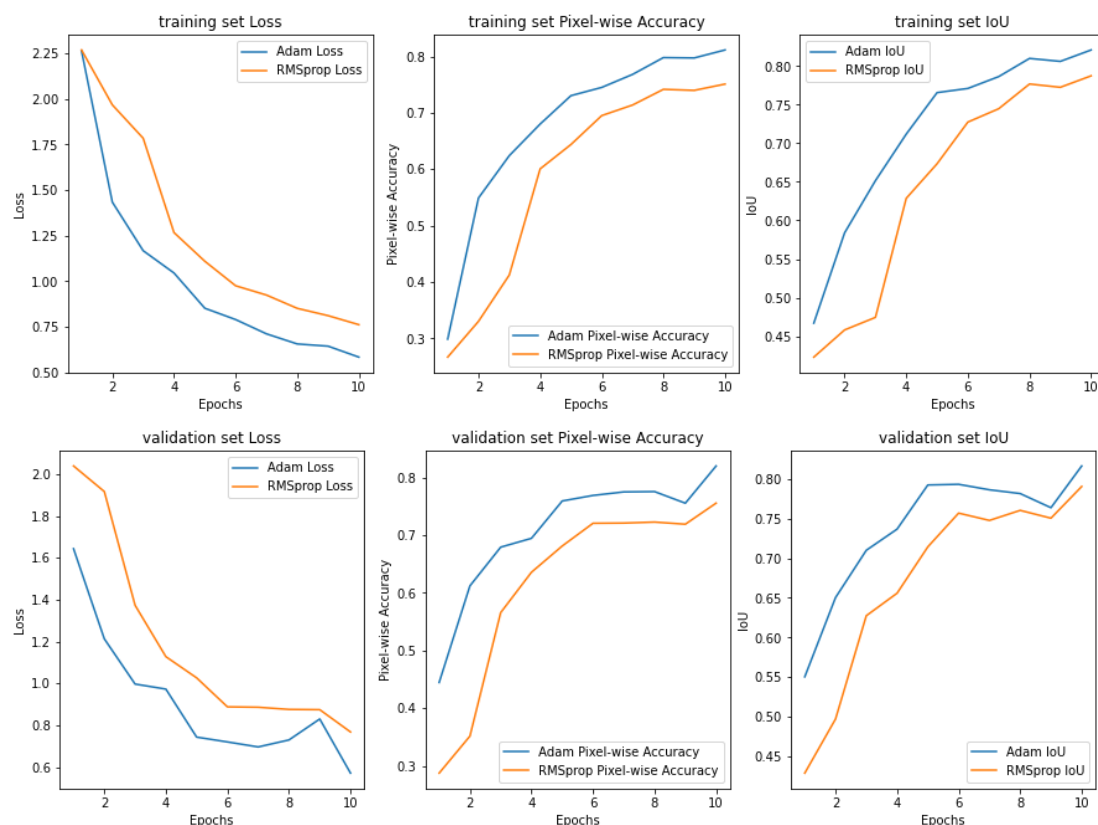 training set Loss
training set Pixel-wise Accuracy
training set IoU
Loss
2.25
2.00
1.75
1.50
1.25
1.00
0.75
0.50
2
4
6
8
10
Epochs
Adam Loss
RMSprop Loss
Pixel-wise Accuracy
0.8
0.7
0.6
0.5
0.4
0.3
2
4
6
8
10
Epochs
Adam Pixel-wise Accuracy
RMSprop Pixel-wise Accuracy
IoU
0.80
0.75
0.70
0.65
0.60
0.55
0.50
0.45
2
4
6
8
10
Epochs
Adam IoU
RMSprop IoU
validation set Loss
validation set Pixel-wise Accuracy
validation set IoU
Loss
2.0
1.8
1.6
1.4
1.2
1.0
0.8
0.6
2
4
6
8
10
Epochs
Adam Loss
RMSprop Loss
Pixel-wise Accuracy
0.8
0.7
0.6
0.5
0.4
0.3
2
4
6
8
10
Epochs
Adam Pixel-wise Accuracy
RMSprop Pixel-wise Accuracy
IoU
0.80
0.75
0.70
0.65
0.60
0.55
0.50
0.45
2
4
6
8
10
Epochs
Adam IoU
RMSprop IoU